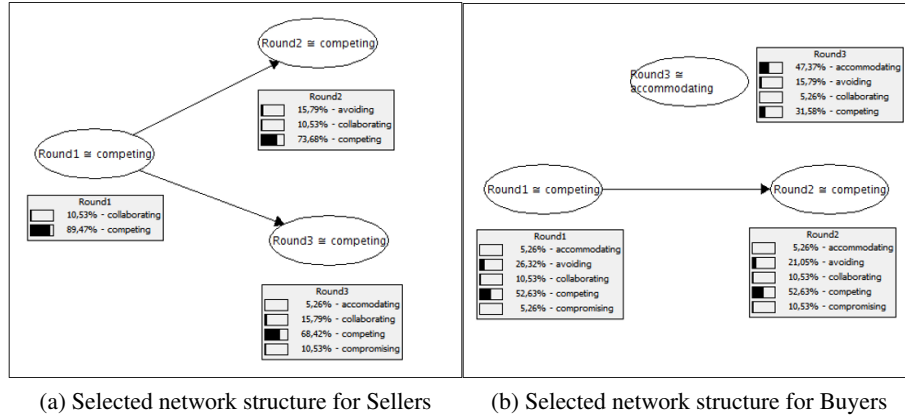 Round2 ≅ competing
Round2
15,79% - avoiding
10,53% - collaborating
73,68% - competing
Round1 ≅ competing
Round1
10,53% - collaborating
89,47% - competing
Round3 ≅ competing
Round3
5,26% - accomodating
15,79% - collaborating
68,42% - competing
10,53% - compromising
(a) Selected network structure for Sellers
Round3 ≅
accommodating
Round3
47,37% - accommodating
15,79% - avoiding
5,26% - collaborating
31,58% - competing
Round1 ≅ competing
Round1
5,26% - accommodating
26,32% - avoiding
10,53% - collaborating
52,63% - competing
5,26% - compromising
Round2 ≅ competing
Round2
5,26% - accommodating
21,05% - avoiding
10,53% - collaborating
52,63% - competing
10,53% - compromising
(b) Selected network structure for Buyers